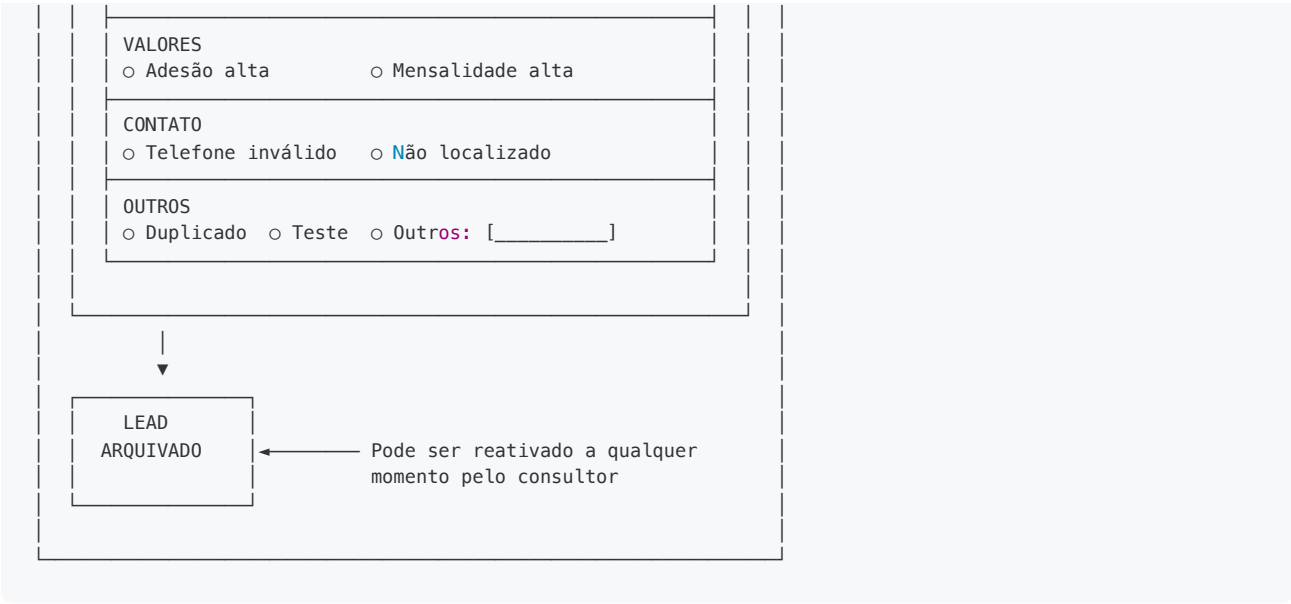 VALORES
○ Adesão alta ○ Mensalidade alta
CONTATO
○ Telefone inválido ○ Não localizado
OUTROS
○ Duplicado ○ Teste ○ Outros: [__________]
LEAD
ARQUIVADO ◄──────── Pode ser reativado a qualquer
momento pelo consultor